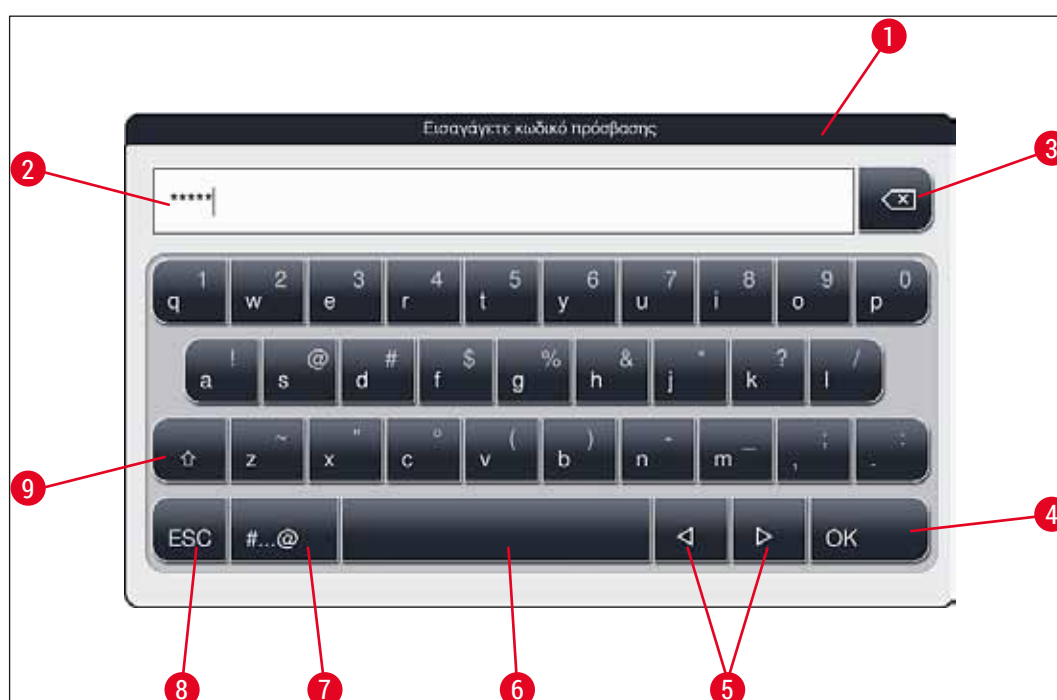 1
Εισαγάγετε κωδικό πρόσβασης
2
*****
3
1 2 3 4 5 6 7 8 9 0
q w e r t y u i o p
! @ # $ % & * ? /
a s d f g h j k l
~ " ° ( ) - _ ; :
z x c v b n m , .
9
ESC #...@ OK
4
8 7 6 5